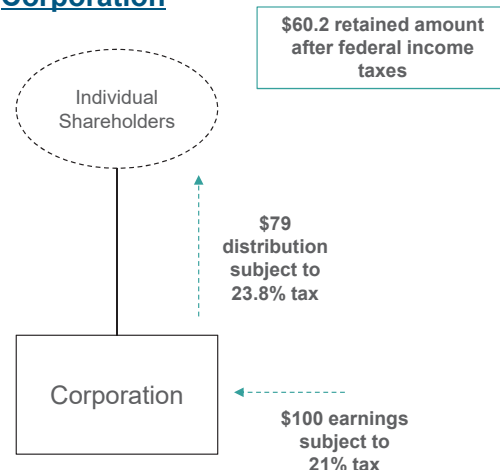 Corporation
$60.2 retained amount
after federal income
taxes
Individual
Shareholders
$79
distribution
subject to
23.8% tax
Corporation
$100 earnings
subject to
21% tax